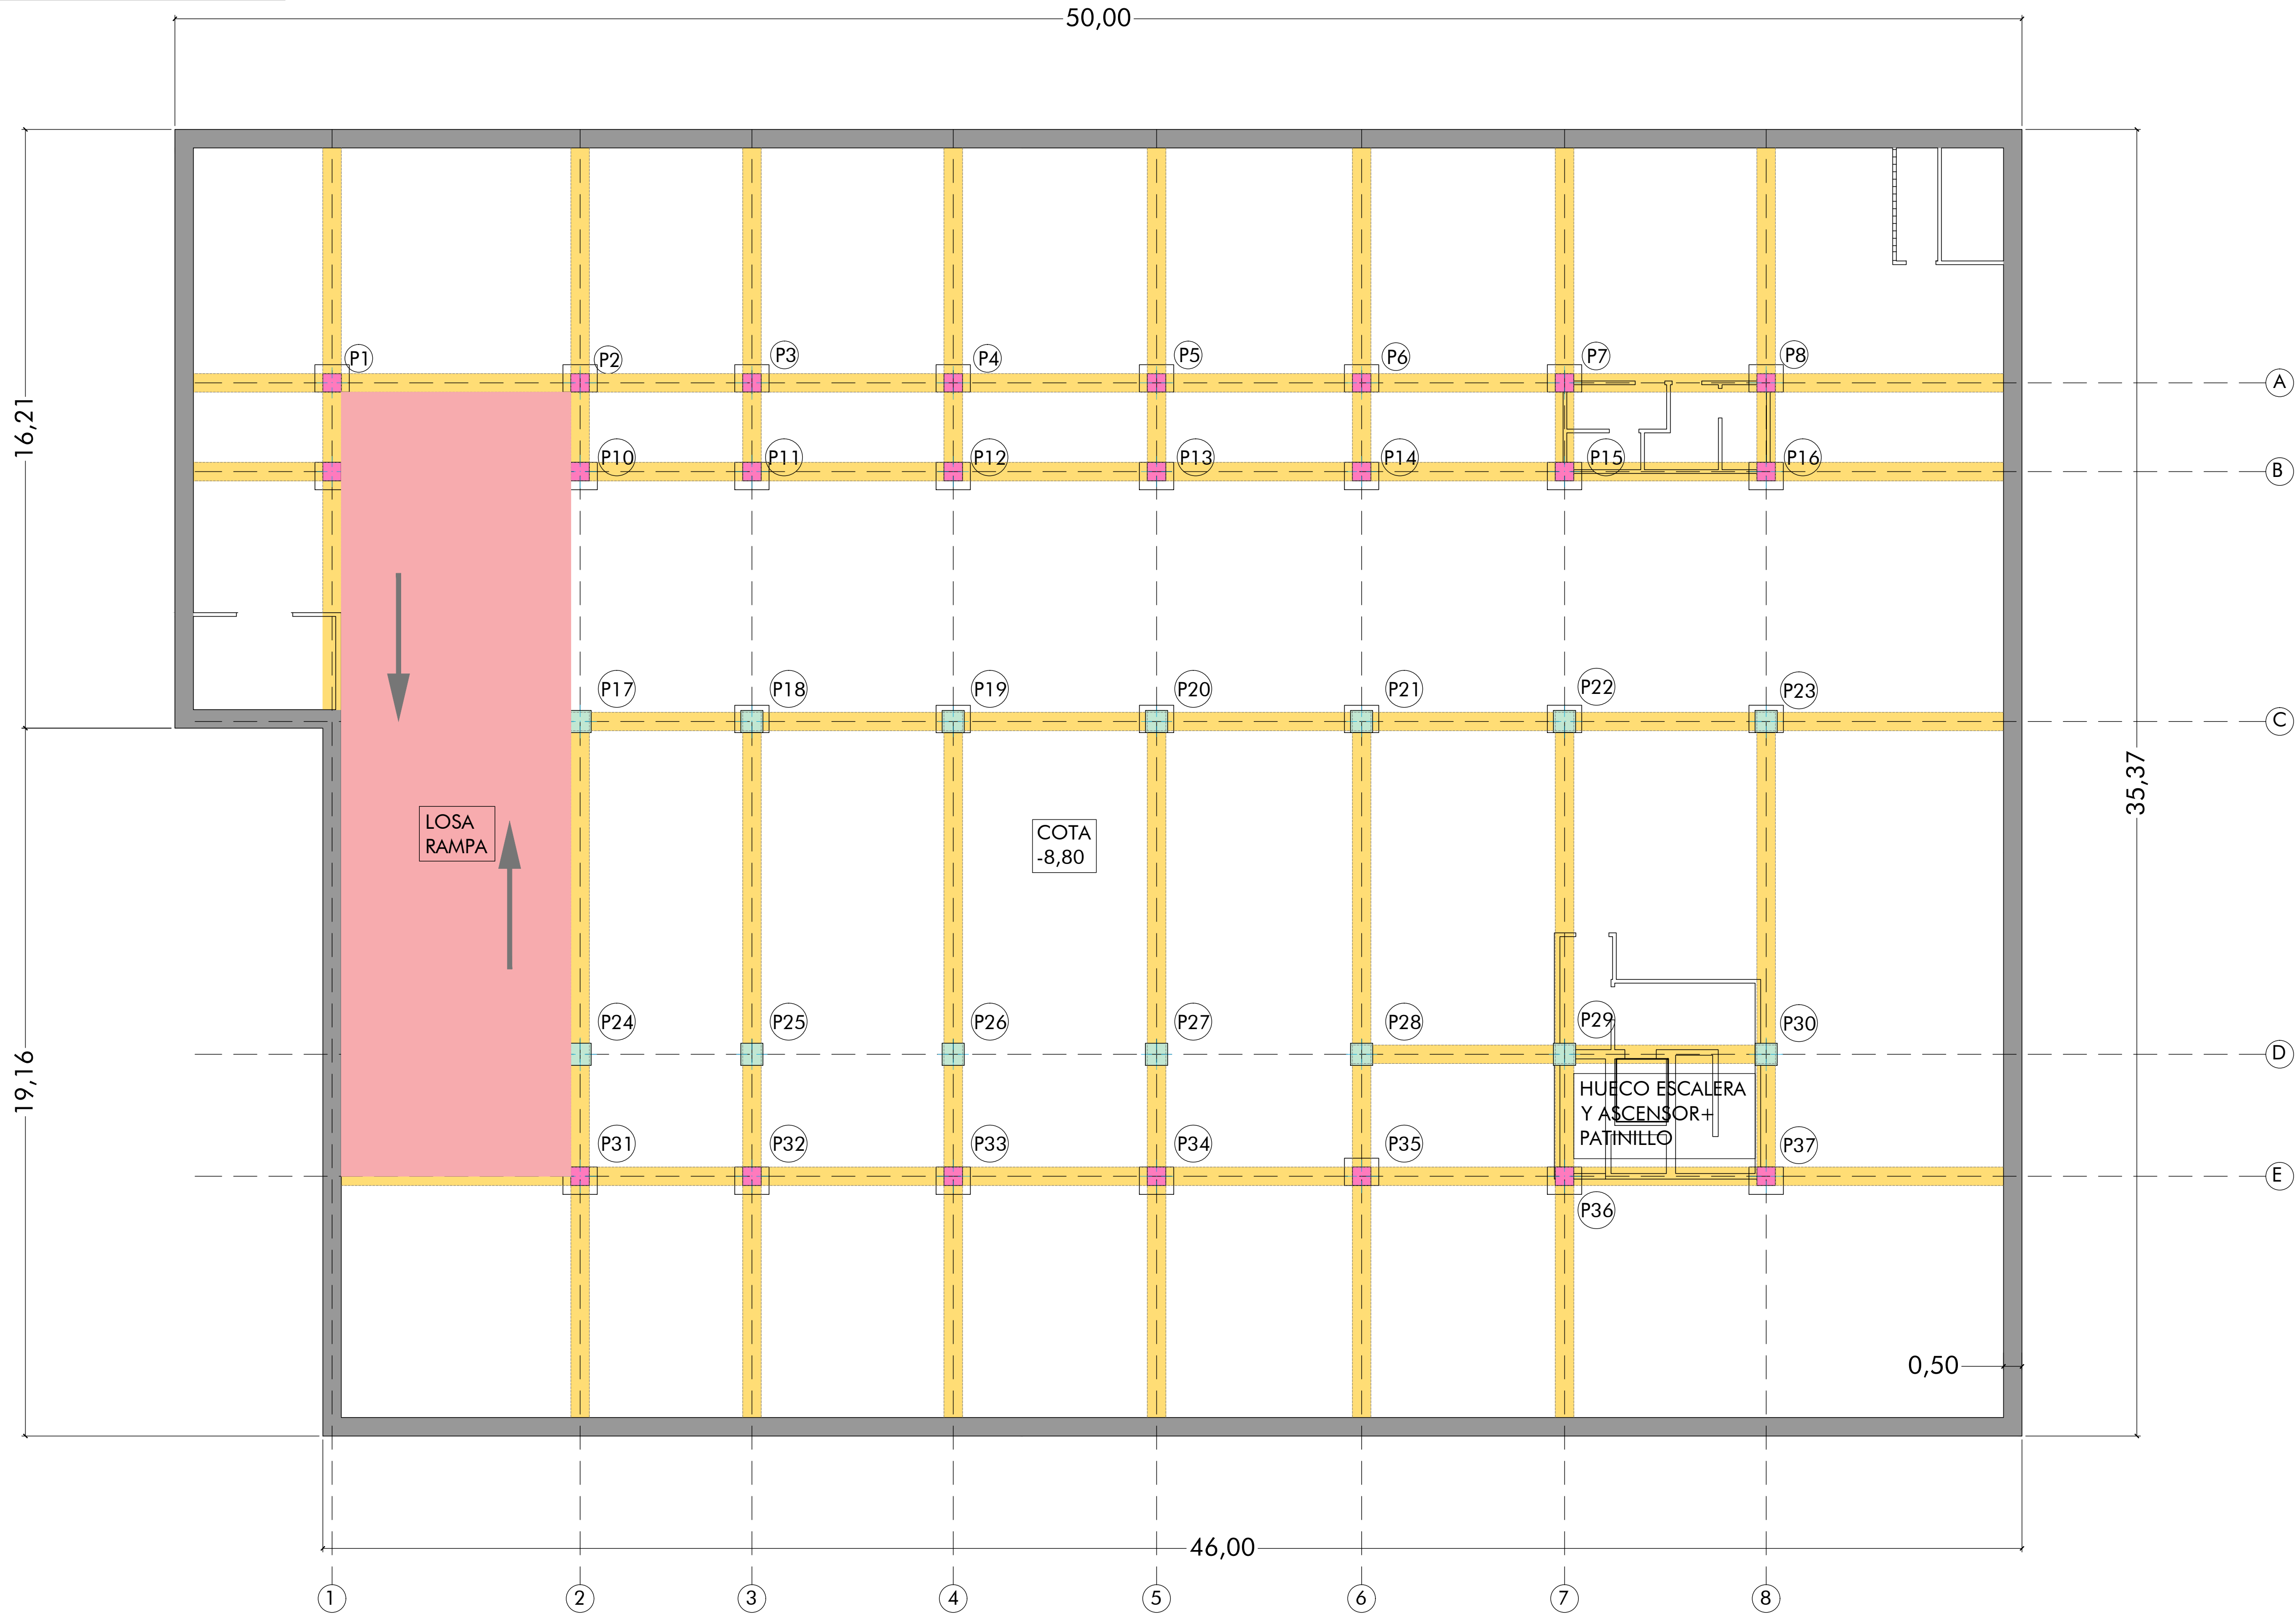 50,00
16,21
P1
P2
P3
P4
P5
P6
P7
P8
A
P10
P11
P12
P13
P14
P15
P16
B
P17
P18
P19
P20
P21
P22
P23
C
35,37
LOSA
RAMPA
COTA
-8,80
19,16
P24
P25
P26
P27
P28
P29
P30
D
HUECO ESCALERA
Y ASCENSOR+
PATINILLO
P31
P32
P33
P34
P35
P37
E
P36
0,50
46,00
1
2
3
4
5
6
7
8